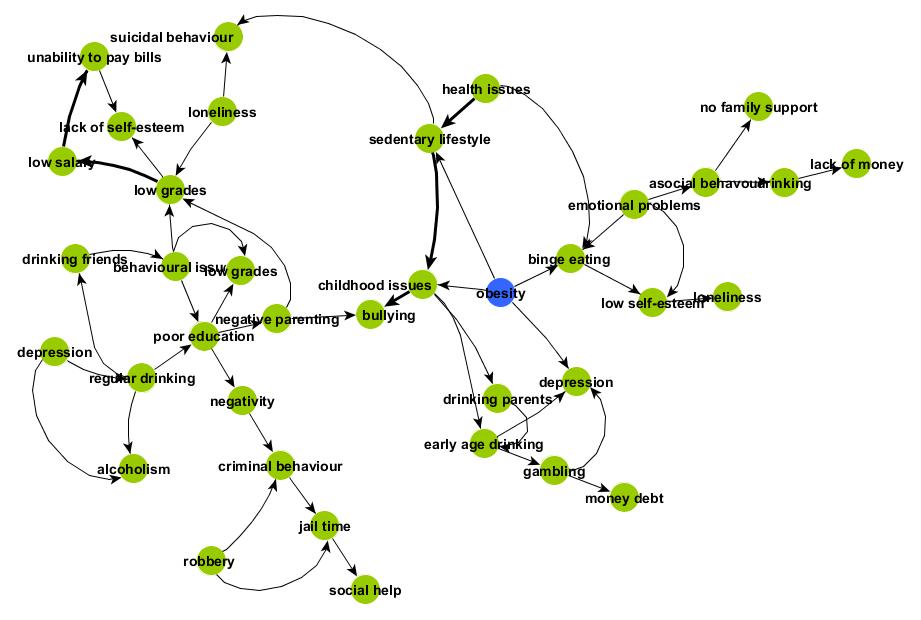 suicidal behaviour
unability to pay bills
health issues
no family support
loneliness
lack of self-esteem
sedentary lifestyle
low salary
lack of money
asocial behavour
drinking
low grades
emotional problems
drinking friends
behavioural issu
low grades
binge eating
childhood issues
obesity
low self-esteem
loneliness
negative parenting
bullying
poor education
depression
regular drinking
depression
negativity
drinking parents
early age drinking
alcoholism
criminal behaviour
gambling
money debt
jail time
robbery
social help